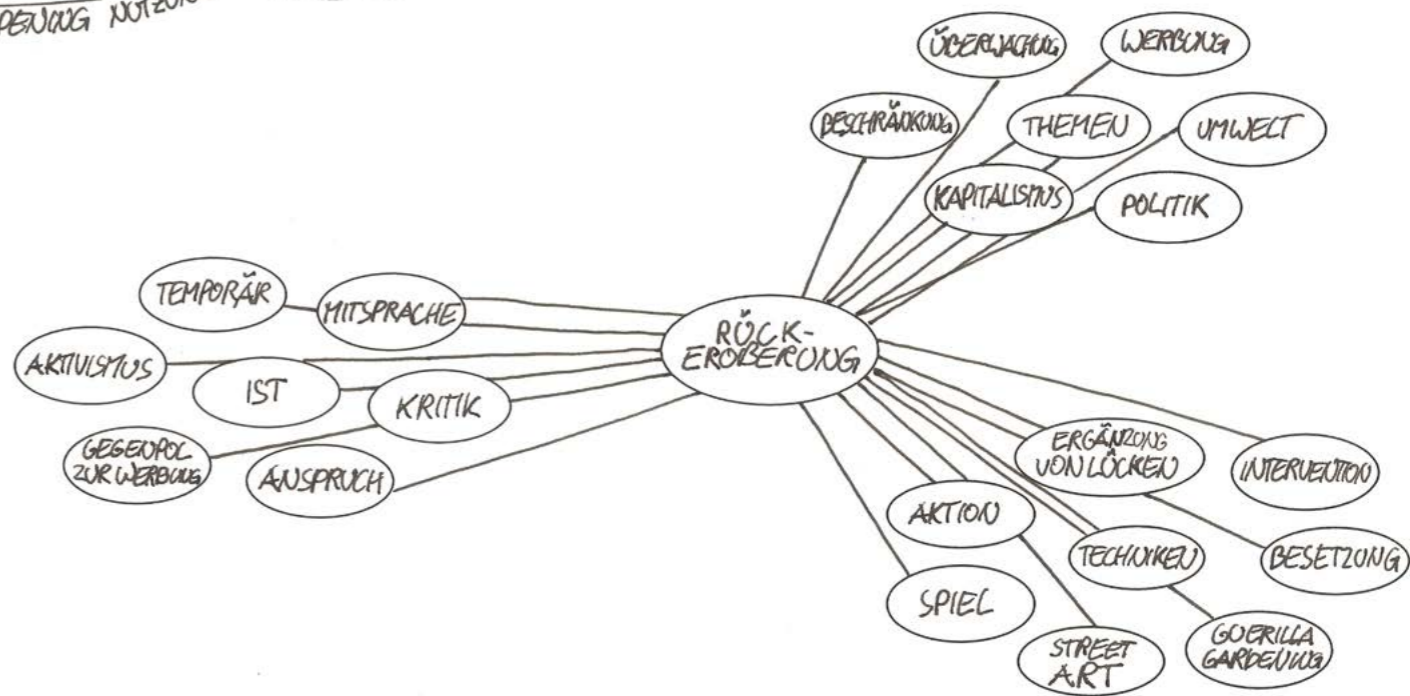 NUTZUN
ÜBERWACHUNG
WERBUNG
BESCHRÄNKUNG
THEMEN
UMWELT
KAPITALISMUS
POLITIK
TEMPORÄR
MITSPRACHE
RÜCK-
EROBERUNG
AKTIVISMUS
IST
KRITIK
GEGENPOL
ZUR WERBUNG
ANSPRUCH
ERGÄNZUNG
VON LÜCKEN
INTERVENTION
AKTION
TECHNIKEN
BESETZUNG
SPIEL
STREET
ART
GUERILLA
GARDENING